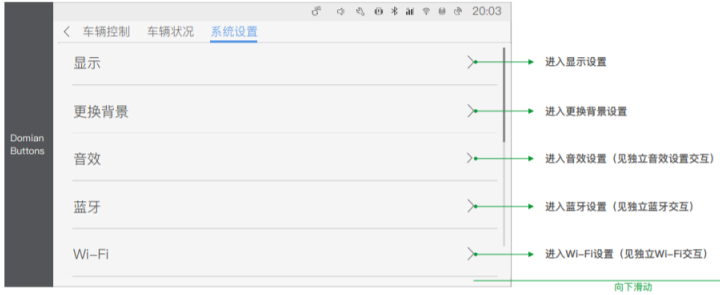 20:03
车辆控制 车辆状况 系统设置
显示
进入显示设置
更换背景
进入更换背景设置
Domian
Buttons
音效
进入音效设置（见独立音效设置交互）
蓝牙
进入蓝牙设置（见独立蓝牙交互）
Wi-Fi
进入Wi-Fi设置（见独立Wi-Fi交互）
向下滑动